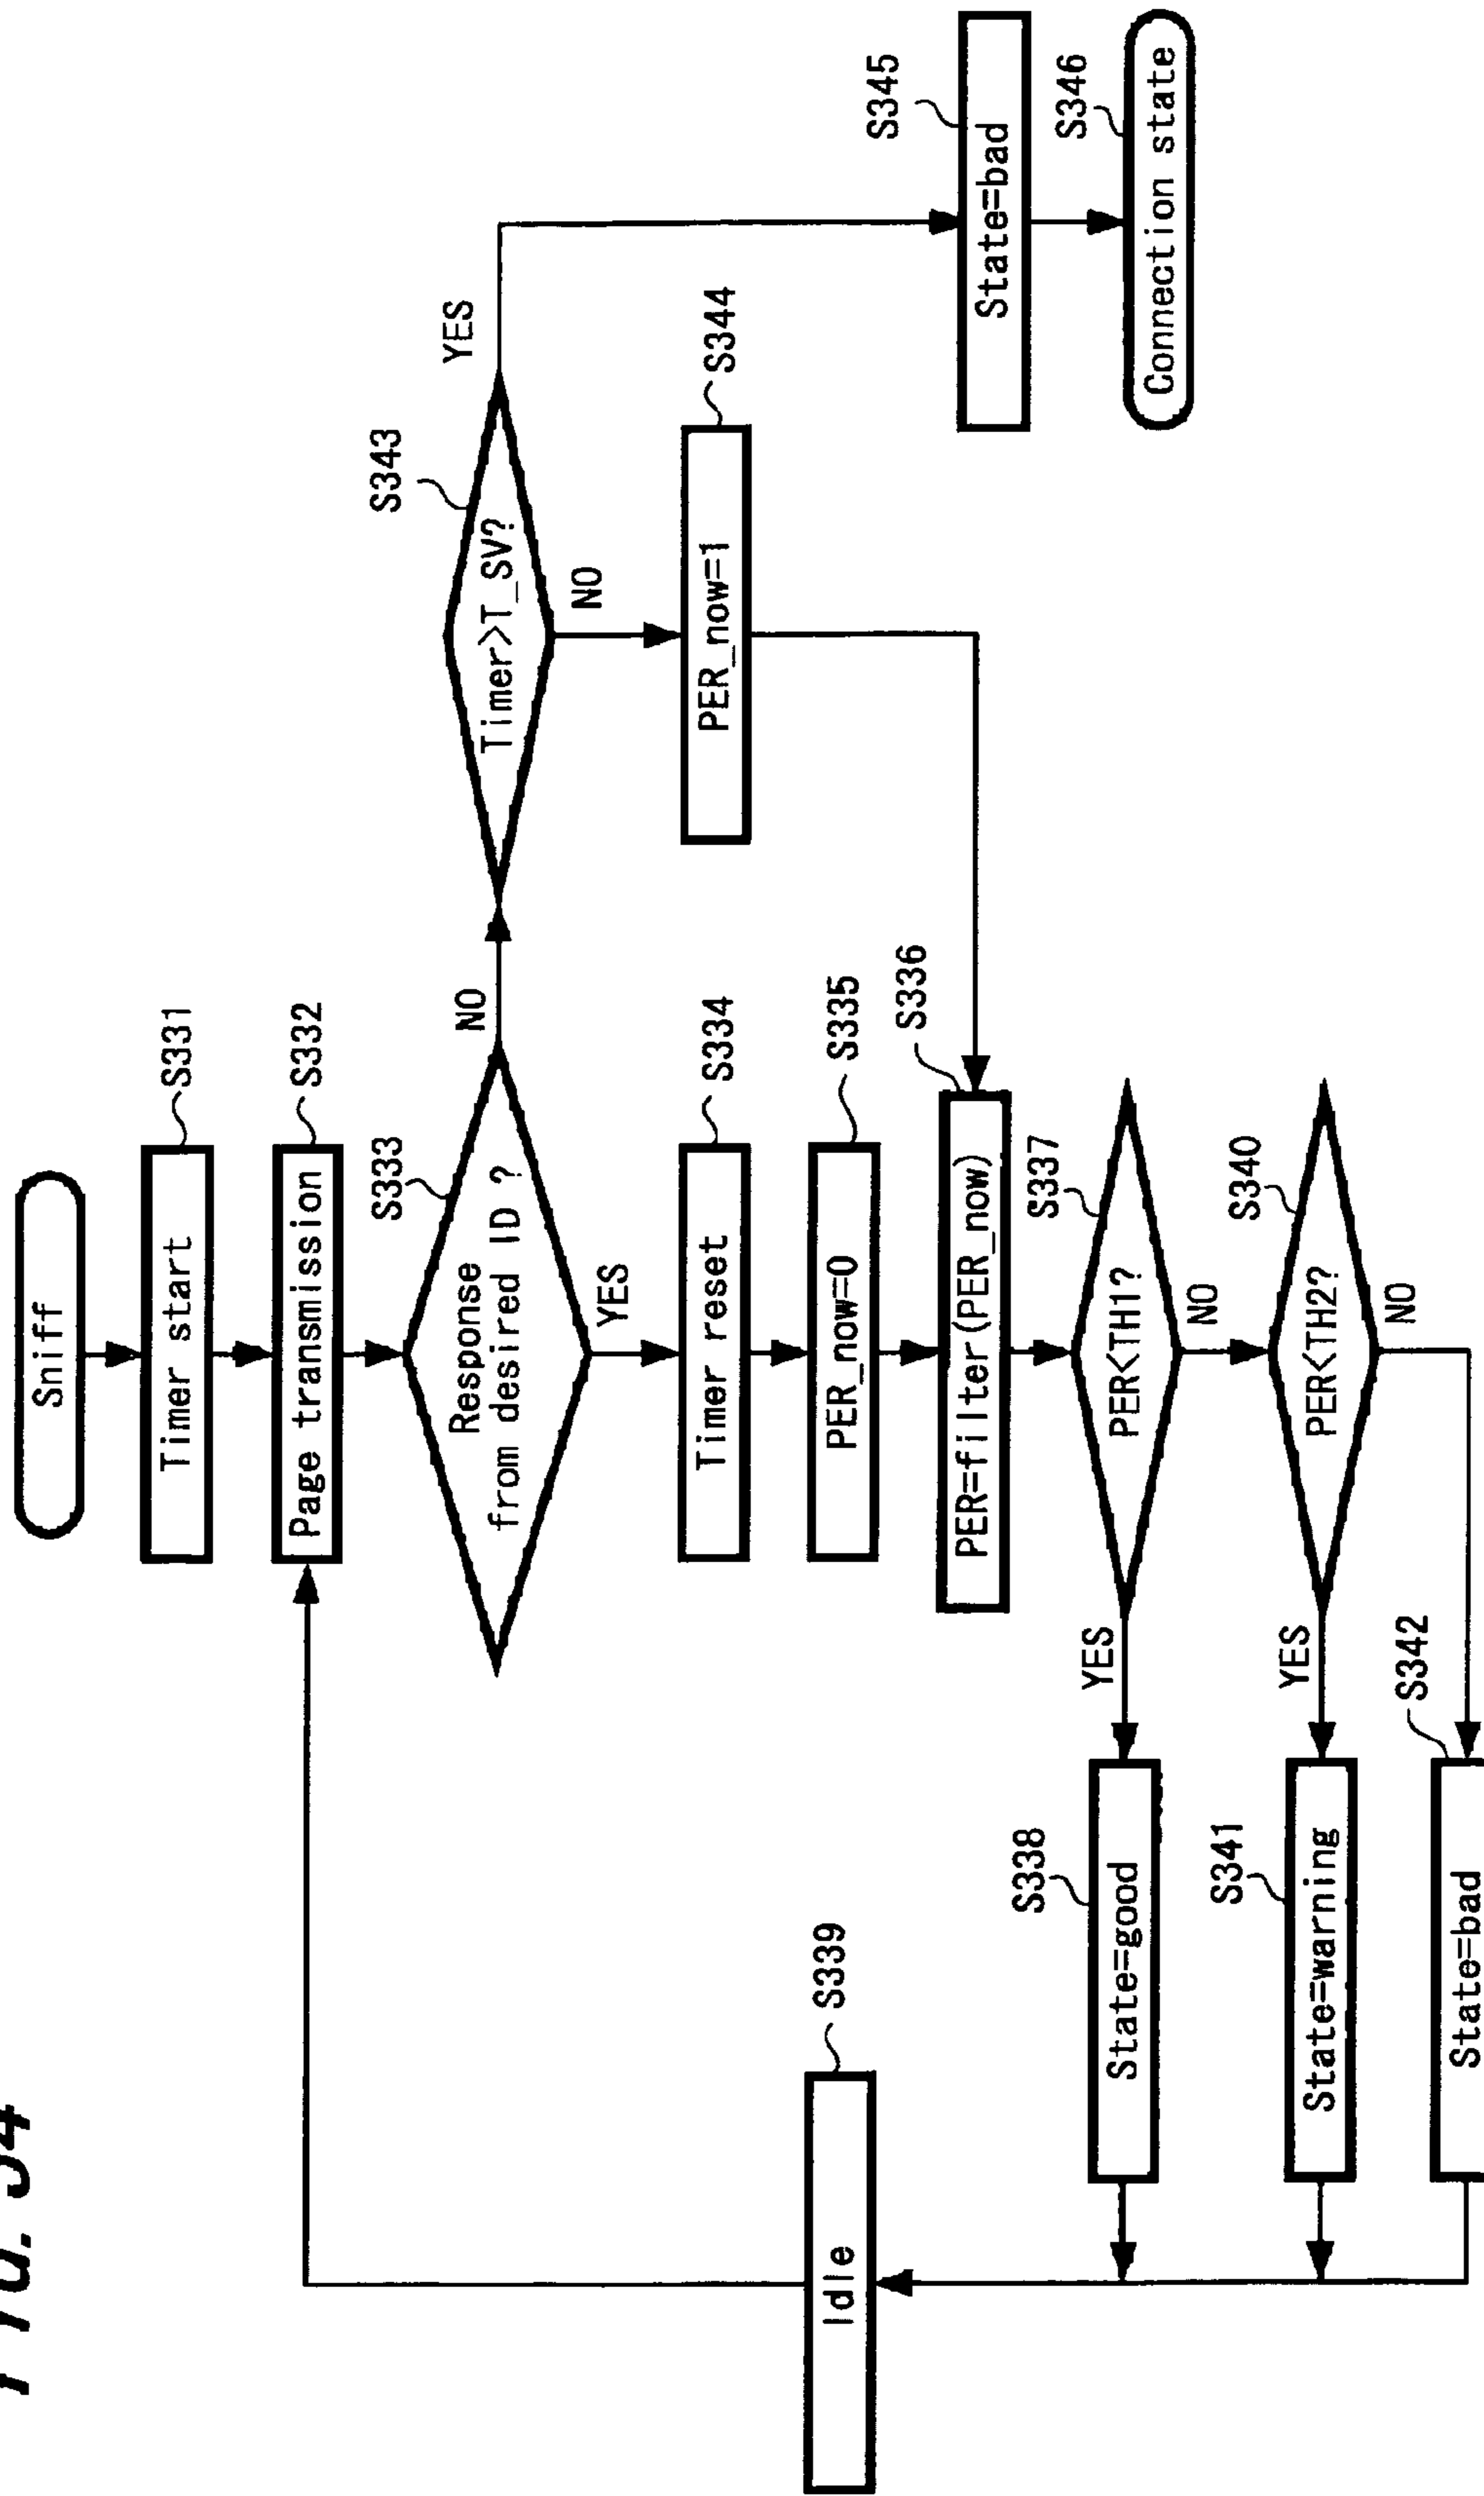 Sniff
S331
Timer start
S332
Page transmission
S333
Response
from desired ID ?
NO
YES
S343
Timer>T_SV?
YES
NO
S334
Timer reset
S344
PER_now=1
S335
PER_now=0
S339
Idle
S336
PER=filter(PER_now)
S345
State=bad
S337
PER<TH1?
YES
NO
S338
State=good
S346
Connection state
S340
PER<TH2?
YES
NO
S341
State=warning
S342
State=bad